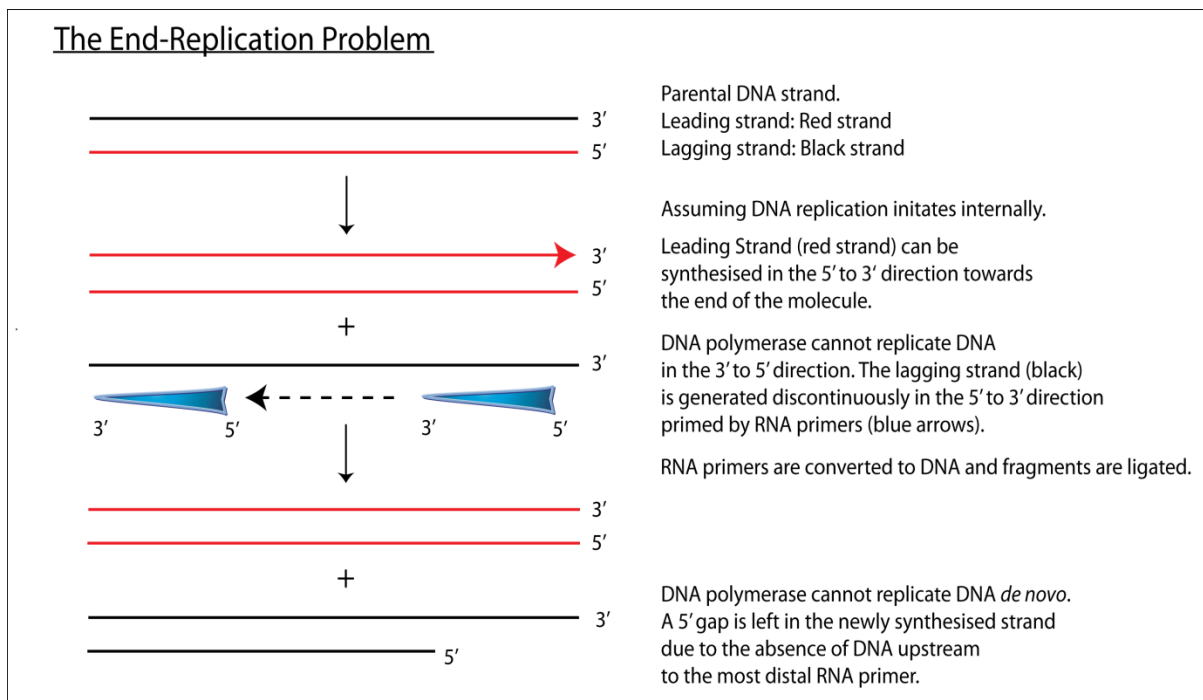 The End-Replication Problem
3'
5'
Parental DNA strand.
Leading strand: Red strand
Lagging strand: Black strand
Assuming DNA replication initates internally.
3'
5'
Leading Strand (red strand) can be
synthesised in the 5' to 3' direction towards
the end of the molecule.
+
3'
3' 5' 3' 5'
DNA polymerase cannot replicate DNA
in the 3' to 5' direction. The lagging strand (black)
is generated discontinuously in the 5' to 3' direction
primed by RNA primers (blue arrows).
RNA primers are converted to DNA and fragments are ligated.
3'
5'
+
3'
5'
DNA polymerase cannot replicate DNA de novo.
A 5' gap is left in the newly synthesised strand
due to the absence of DNA upstream
to the most distal RNA primer.